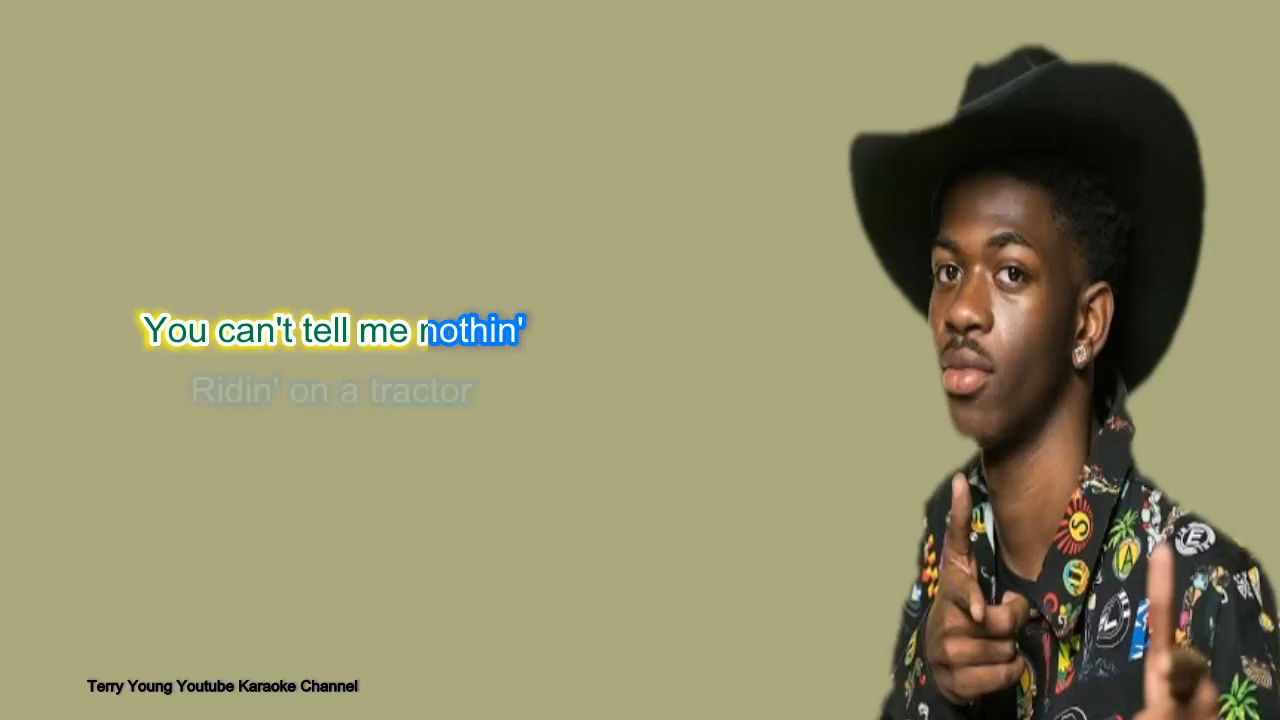 You can't tell me nothin'
Ridin' on a tractor
Terry Young Youtube Karaoke Channel